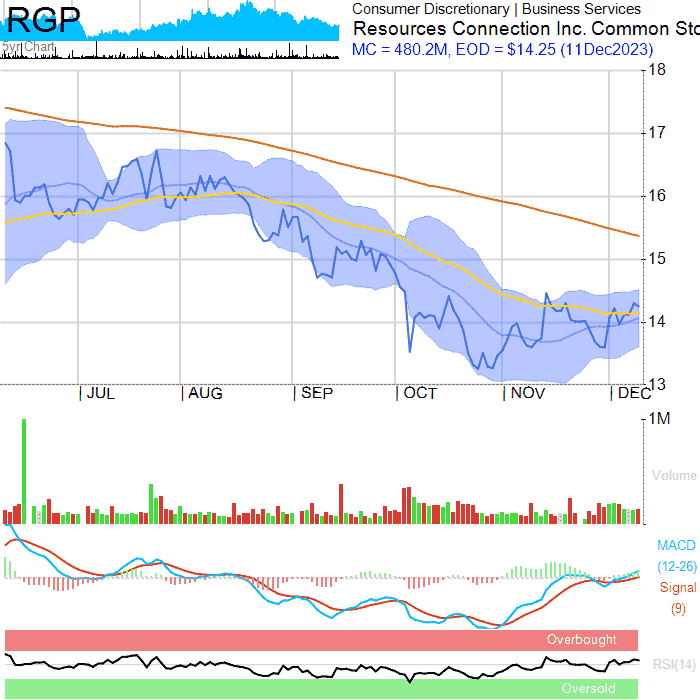 RGP
5yr Chart
Consumer Discretionary | Business Services
Resources Connection Inc. Common Sto
MC = 480.2M, EOD = $14.25 (11Dec2023)
18
17
16
15
14
13
| JUL | AUG | SEP | OCT | NOV | DEC
1M
Volume
MACD
(12-26)
Signal
(9)
Overbought
RSI(14)
Oversold